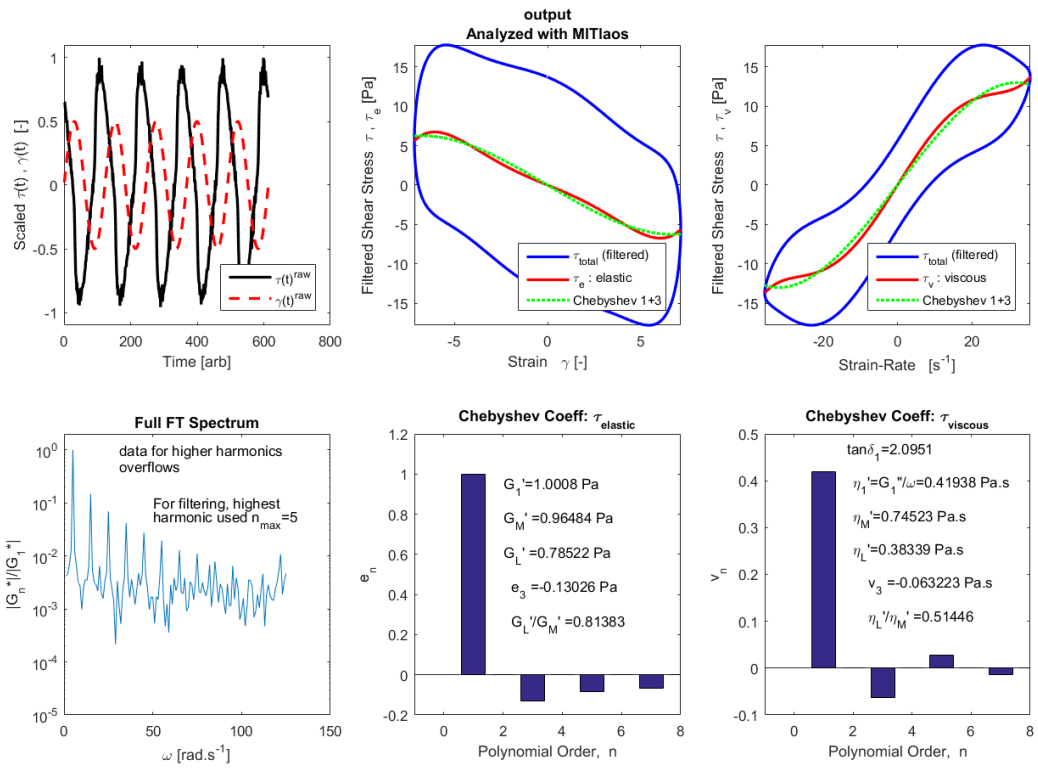 output
Analyzed with MITlaos
Scaled τ(t) , γ(t) [-]
1
0.5
0
-0.5
-1
0
200
400
600
800
Time [arb]
τ(t)^raw
γ(t)^raw
Filtered Shear Stress τ , τ_e [Pa]
15
10
5
0
-5
-10
-15
-5
0
5
Strain γ [-]
τ_total (filtered)
τ_e : elastic
Chebyshev 1+3
Filtered Shear Stress τ , τ_v [Pa]
15
10
5
0
-5
-10
-15
-20
0
20
Strain-Rate [s^-1]
τ_total (filtered)
τ_v : viscous
Chebyshev 1+3
Full FT Spectrum
|G_n*|/|G_1*|
10^0
10^-1
10^-2
10^-3
10^-4
10^-5
0
50
100
150
ω [rad.s^-1]
data for higher harmonics
overflows
For filtering, highest
harmonic used n_max=5
Chebyshev Coeff: τ_elastic
e_n
1.2
1
0.8
0.6
0.4
0.2
0
-0.2
0
2
4
6
8
Polynomial Order, n
G_1'=1.0008 Pa
G_M'=0.96484 Pa
G_L'=0.78522 Pa
e_3=-0.13026 Pa
G_L'/G_M'=0.81383
Chebyshev Coeff: τ_viscous
v_n
0.5
0.4
0.3
0.2
0.1
0
-0.1
0
2
4
6
8
Polynomial Order, n
tanδ_1=2.0951
η_1'=G_1"/ω=0.41938 Pa.s
η_M'=0.74523 Pa.s
η_L'=0.38339 Pa.s
v_3=-0.063223 Pa.s
η_L'/η_M'=0.51446